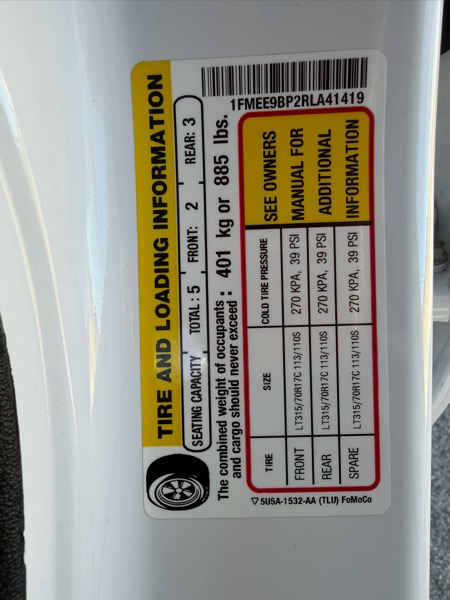 1FMEE9BP2RLA41419
TIRE AND LOADING INFORMATION
SEATING CAPACITY TOTAL : 5 FRONT: 2 REAR: 3
The combined weight of occupants
and cargo should never exceed : 401 kg or 885 lbs.
TIRE SIZE COLD TIRE PRESSURE SEE OWNERS
FRONT LT315/70R17C 113/110S 270 KPA, 39 PSI MANUAL FOR
REAR LT315/70R17C 113/110S 270 KPA, 39 PSI ADDITIONAL
SPARE LT315/70R17C 113/110S 270 KPA, 39 PSI INFORMATION
5U5A-1532-AA (TLU) FoMoCo